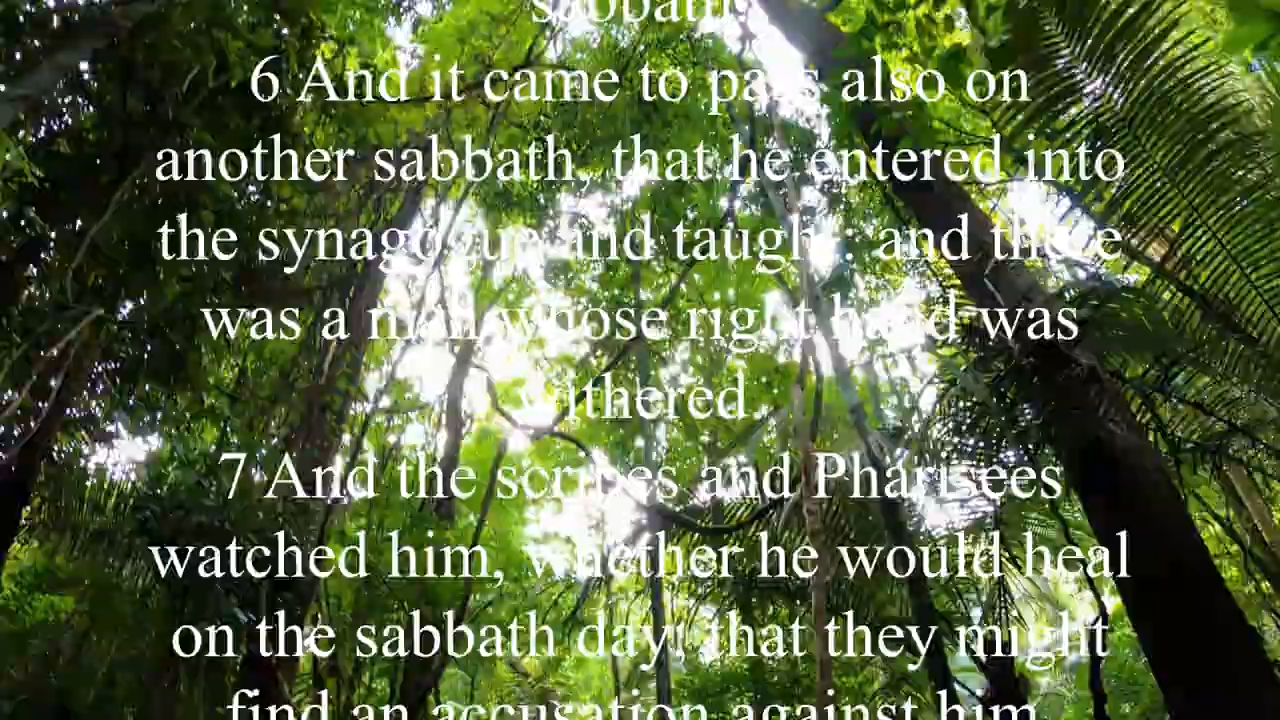 sabbath.
6 And it came to pass also on
another sabbath, that he entered into
the synagogue and taught: and there
was a man whose right hand was
withered.
7 And the scribes and Pharisees
watched him, whether he would heal
on the sabbath day; that they might
find an accusation against him.